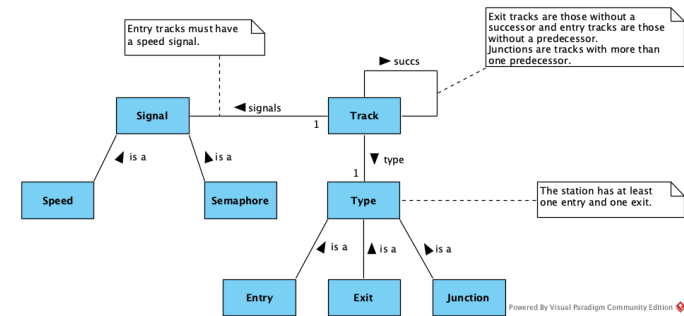 Entry tracks must have
a speed signal.
Exit tracks are those without a
successor and entry tracks are those
without a predecessor.
Junctions are tracks with more than
one predecessor.
succs
signals
Signal
Track
1
is a
is a
type
1
Speed
Semaphore
Type
The station has at least
one entry and one exit.
is a
is a
is a
Entry
Exit
Junction
Powered By Visual Paradigm Community Edition